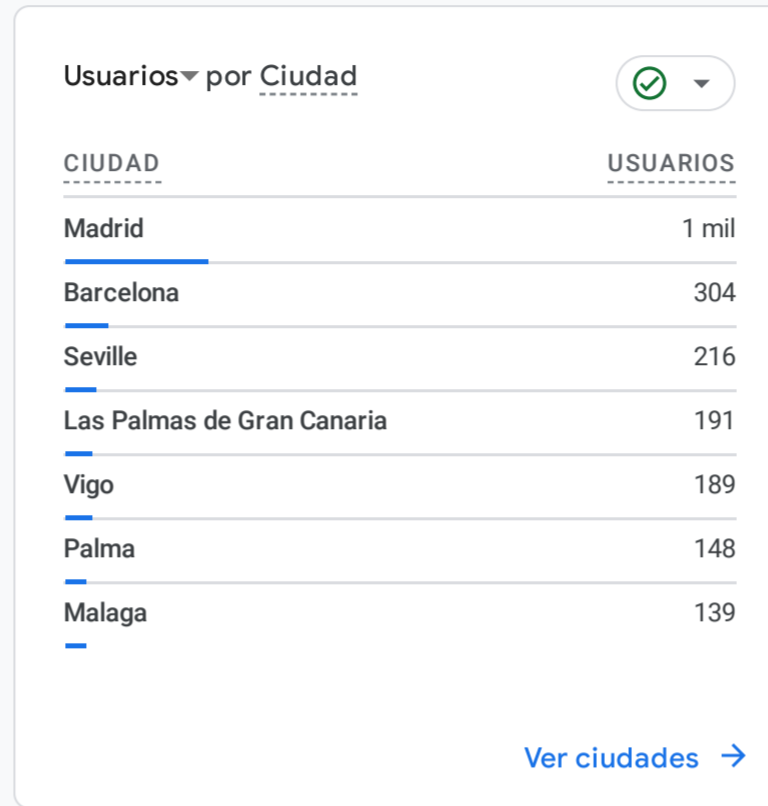 Usuarios por Ciudad
CIUDAD USUARIOS
Madrid 1 mil
Barcelona 304
Seville 216
Las Palmas de Gran Canaria 191
Vigo 189
Palma 148
Malaga 139
Ver ciudades